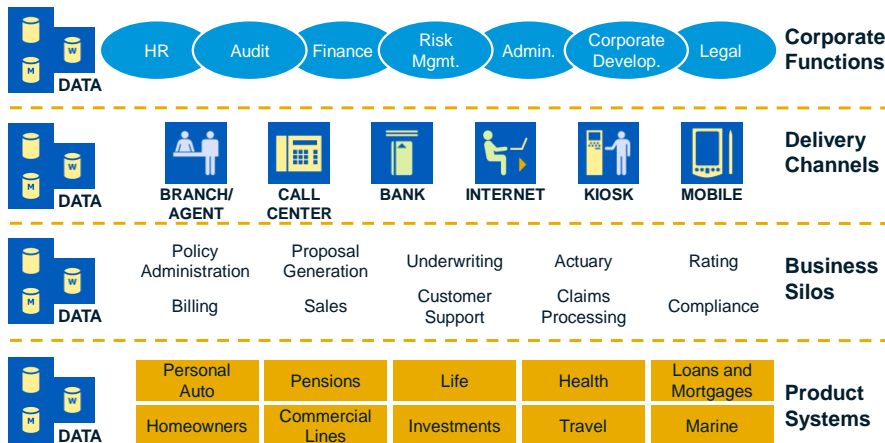 W
M
DATA
HR
Audit
Finance
Risk
Mgmt.
Admin.
Corporate
Develop.
Legal
Corporate
Functions
W
M
DATA
BRANCH/
AGENT
CALL
CENTER
BANK
INTERNET
KIOSK
MOBILE
Delivery
Channels
W
M
DATA
Policy
Administration
Proposal
Generation
Underwriting
Actuary
Rating
Billing
Sales
Customer
Support
Claims
Processing
Compliance
Business
Silos
W
M
DATA
Personal
Auto
Pensions
Life
Health
Loans and
Mortgages
Homeowners
Commercial
Lines
Investments
Travel
Marine
Product
Systems